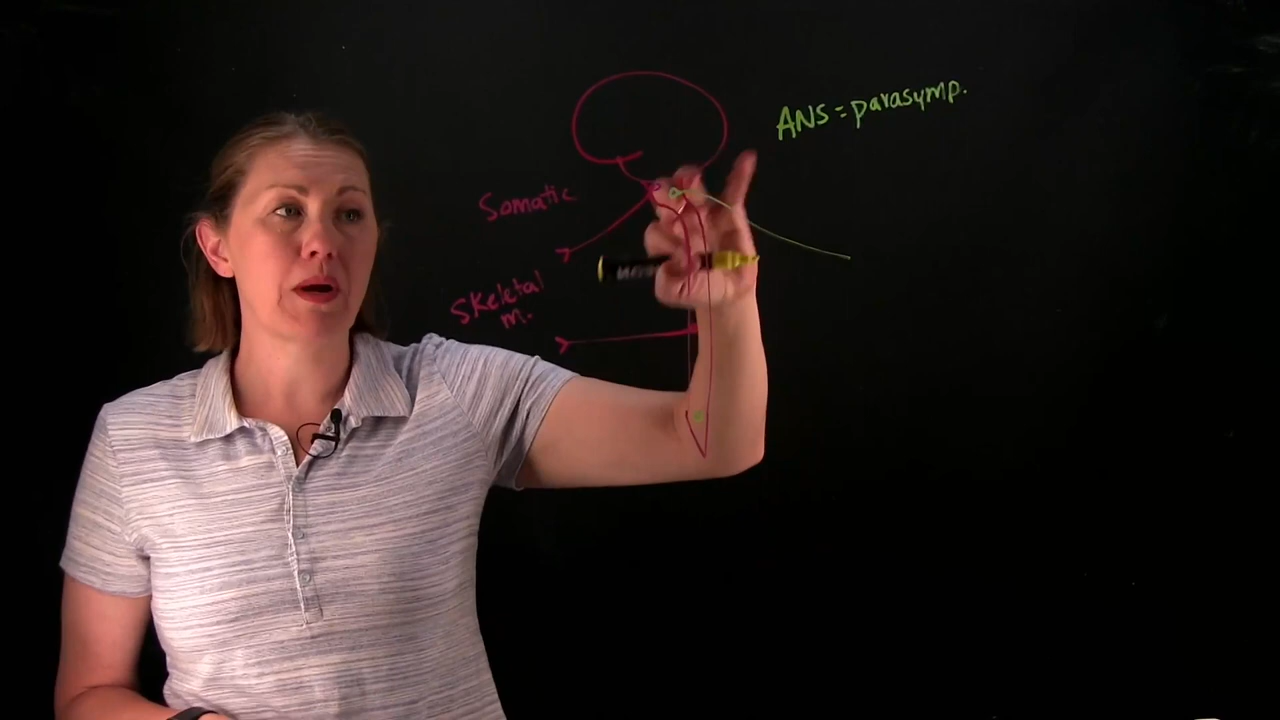 ANS = parasymp.
Somatic
Skeletal
m.